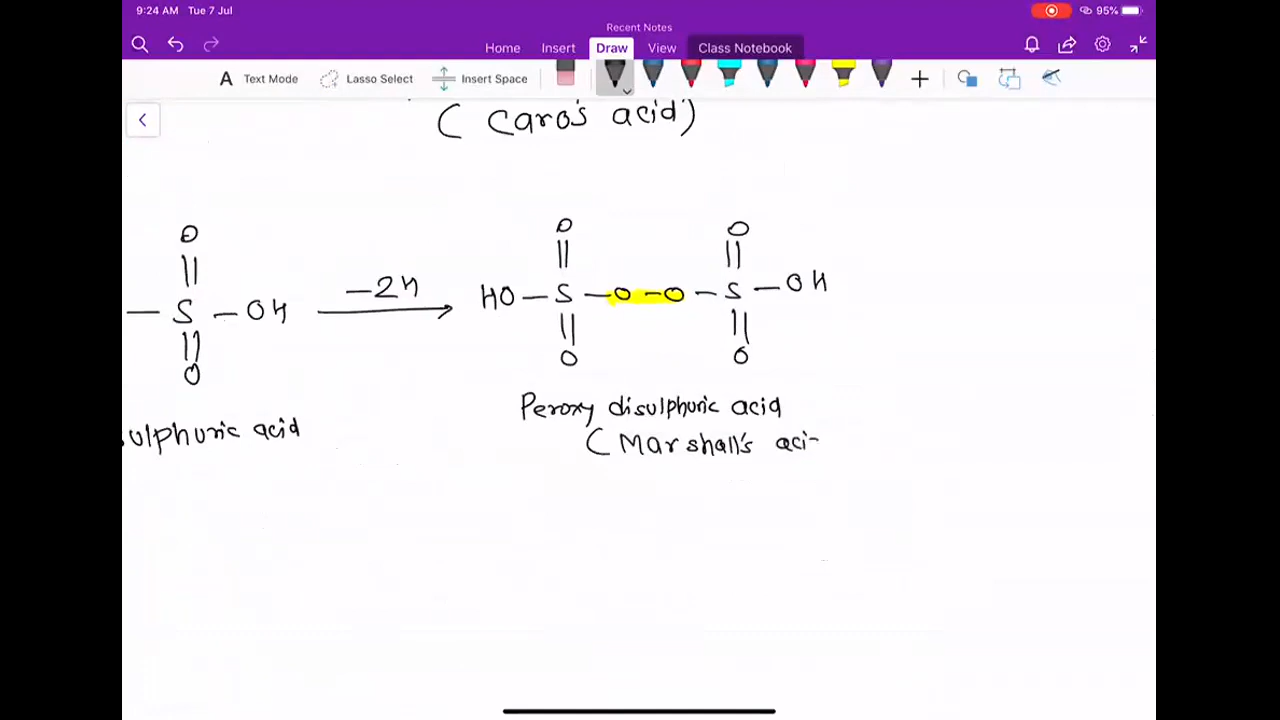 9:24 AM Tue 7 Jul
95%
Recent Notes
Home Insert Draw View Class Notebook
A Text Mode Lasso Select Insert Space
(Caro's acid)
O O O
|| || ||
— S — OH —2H HO — S — O — O — S — OH
|| || ||
O O O
Peroxy disulphuric acid
sulphuric acid
(Marshall's aci